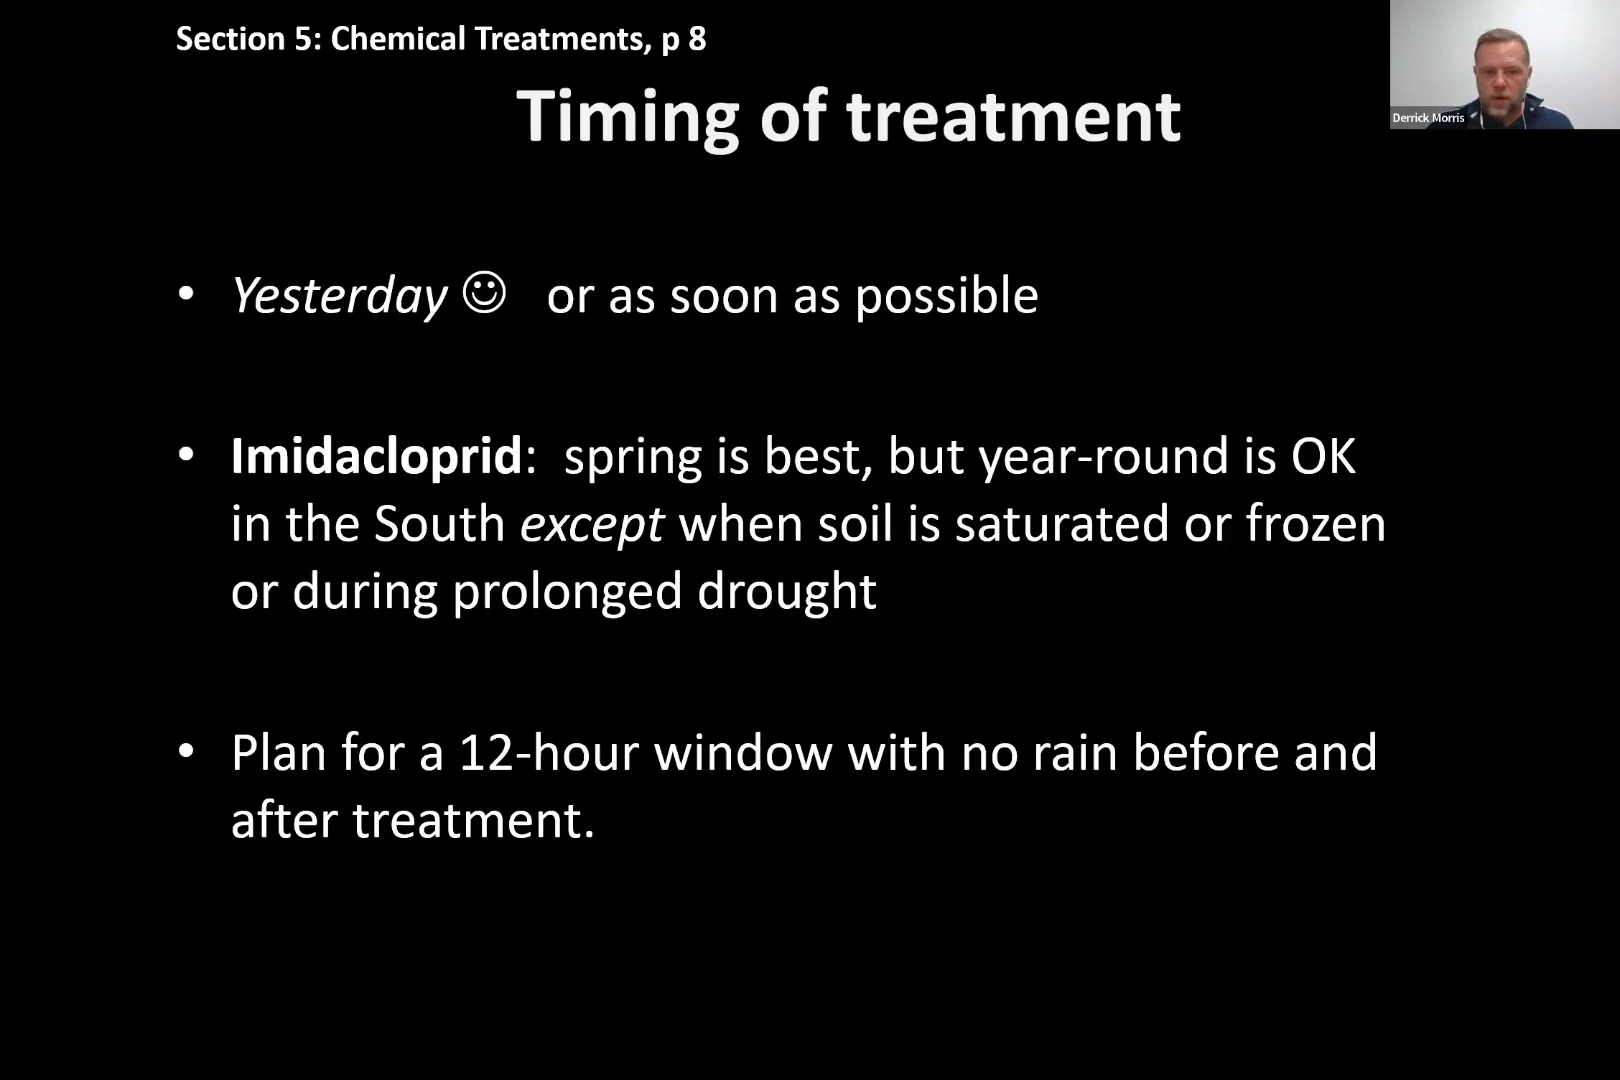 Section 5: Chemical Treatments, p 8
Derrick Morris
Timing of treatment
• Yesterday ☺ or as soon as possible
• Imidacloprid: spring is best, but year-round is OK
in the South except when soil is saturated or frozen
or during prolonged drought
• Plan for a 12-hour window with no rain before and
after treatment.